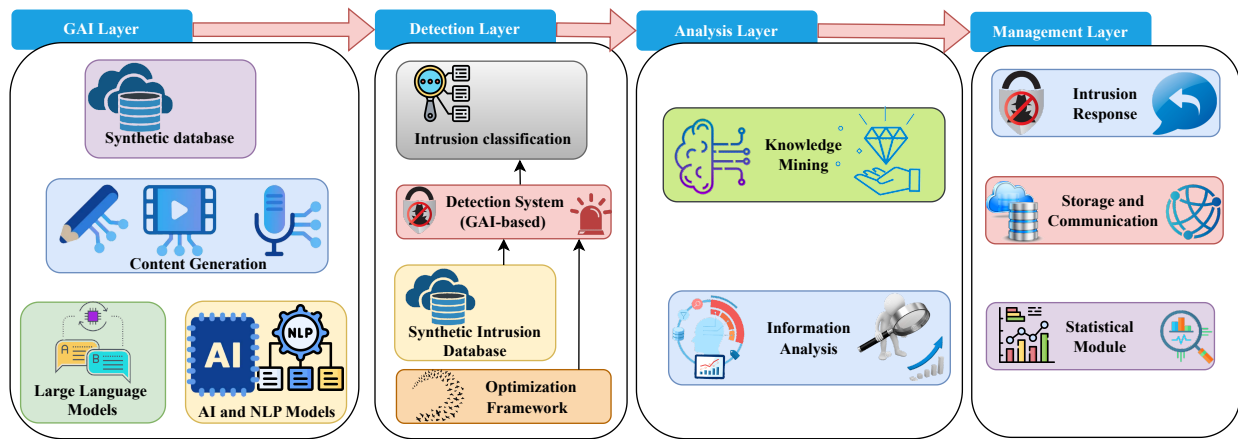 GAI Layer
Detection Layer
Analysis Layer
Management Layer
Synthetic database
Content Generation
A
B
Large Language
Models
AI
NLP
AI and NLP Models
Intrusion classification
Detection System
(GAI-based)
Synthetic Intrusion
Database
Optimization
Framework
Knowledge
Mining
Information
Analysis
Intrusion
Response
Storage and
Communication
Statistical
Module